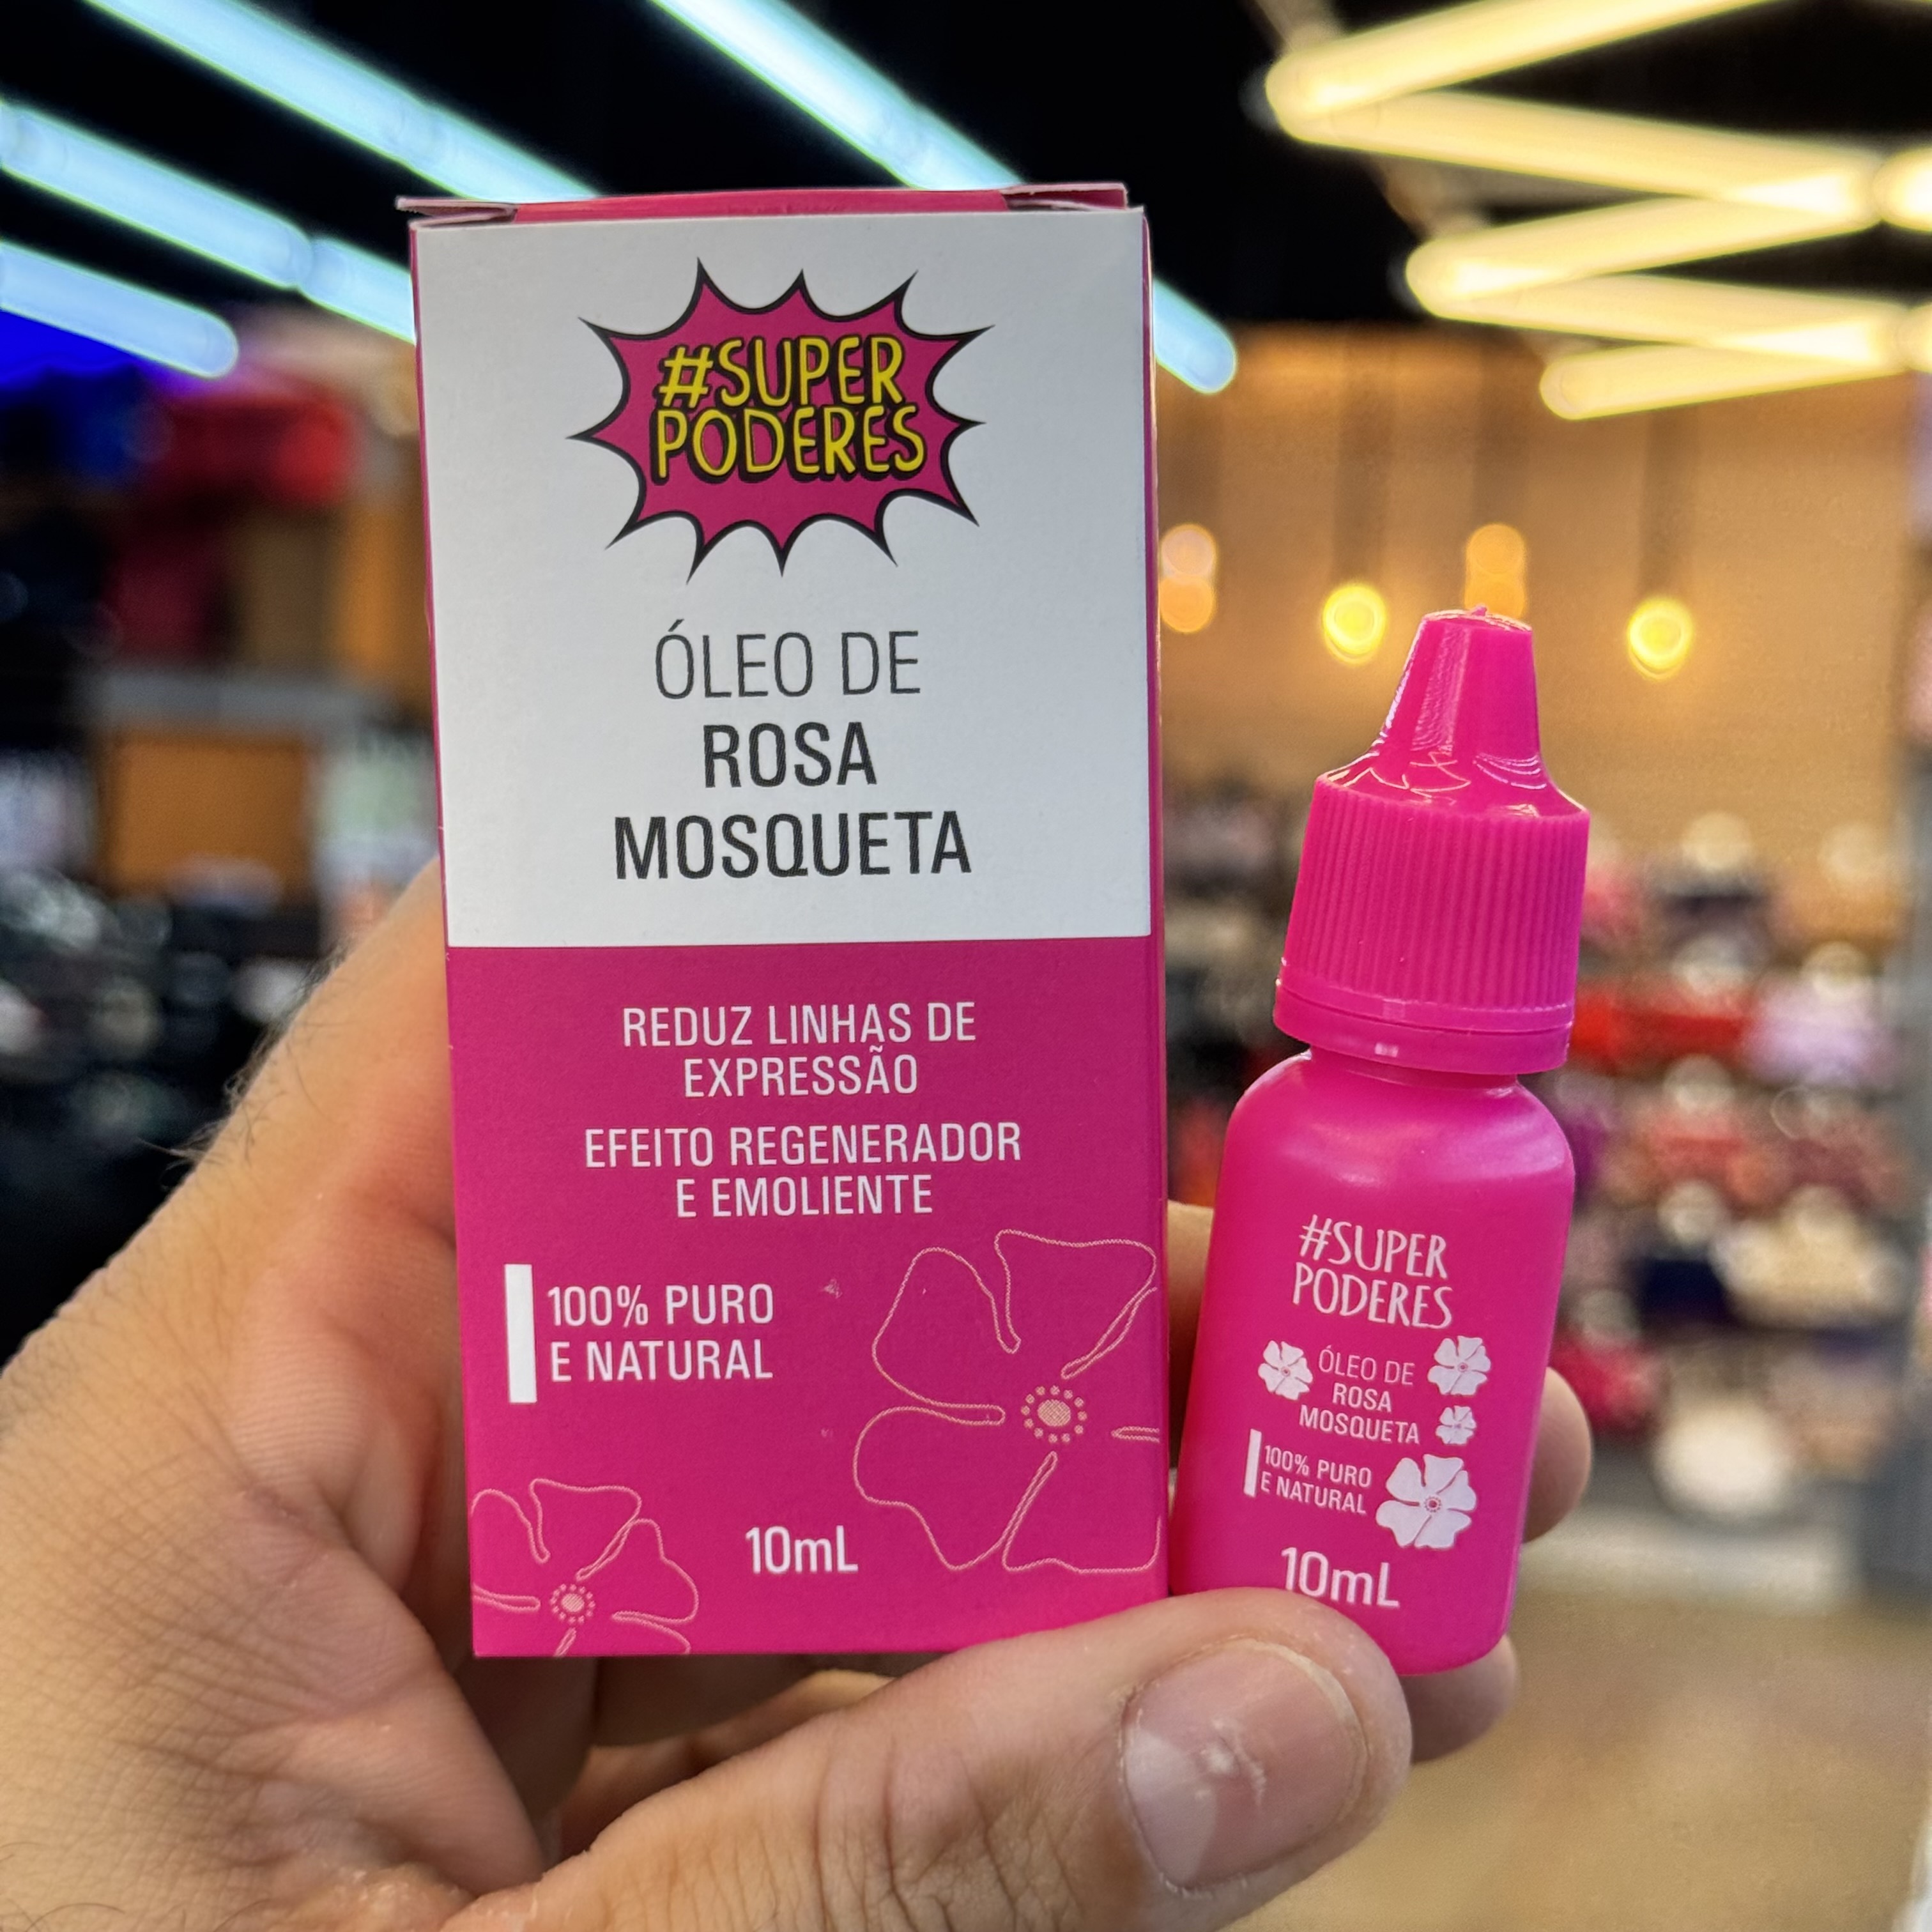 #SUPER
PODERES
ÓLEO DE
ROSA
MOSQUETA
REDUZ LINHAS DE
EXPRESSÃO
EFEITO REGENERADOR
E EMOLIENTE
100% PURO
E NATURAL
10mL
#SUPER
PODERES
ÓLEO DE
ROSA
MOSQUETA
100% PURO
E NATURAL
10mL